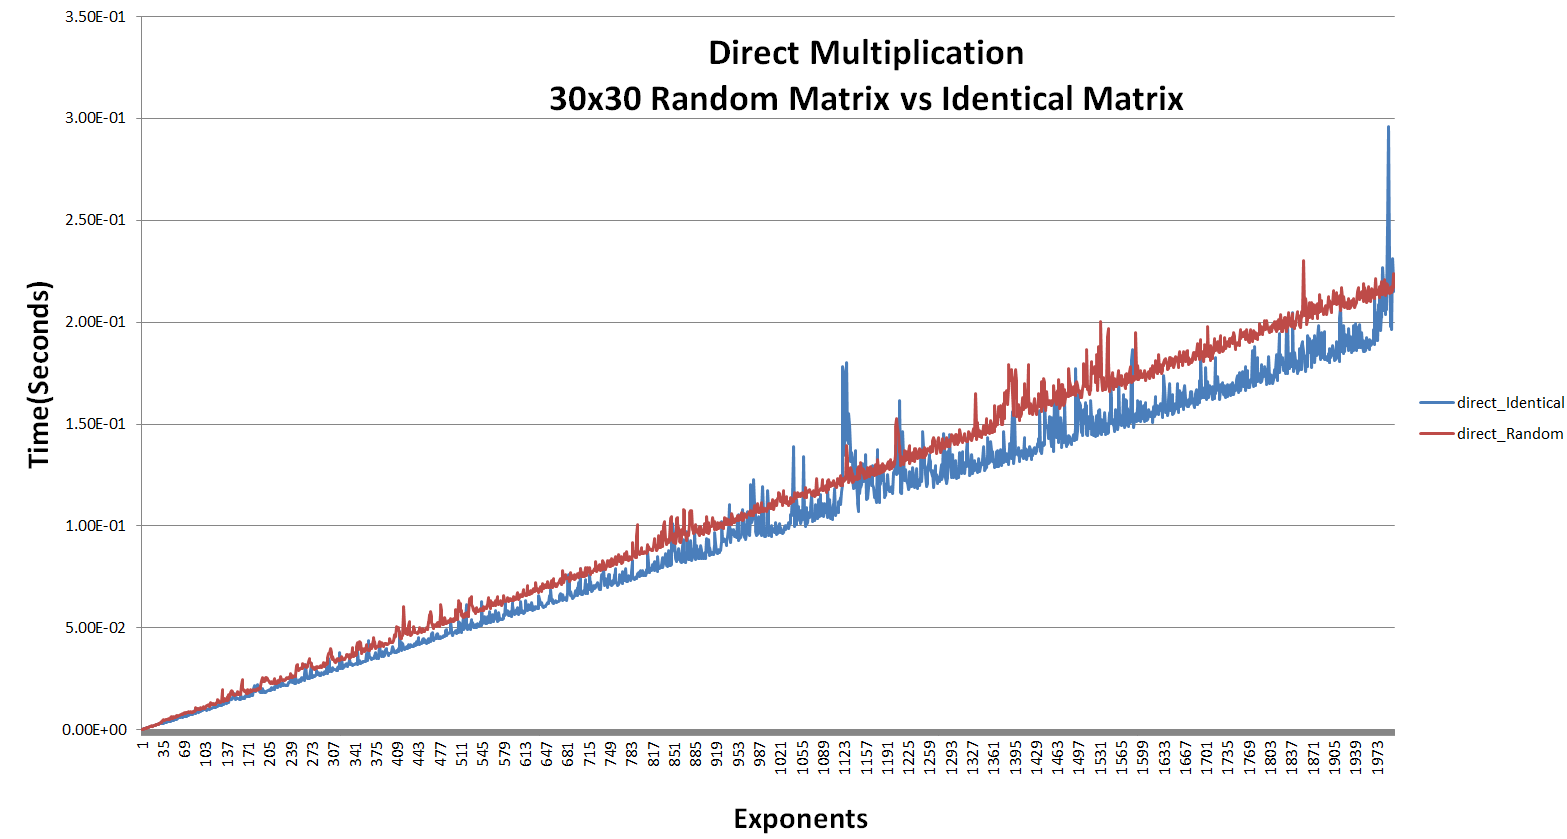 Direct Multiplication
30x30 Random Matrix vs Identical Matrix
3.50E-01
3.00E-01
2.50E-01
2.00E-01
1.50E-01
1.00E-01
5.00E-02
0.00E+00
Time(Seconds)
direct_Identical
direct_Random
1 35 69 103 137 171 205 239 273 307 341 375 409 443 477 511 545 579 613 647 681 715 749 783 817 851 885 919 953 987 1021 1055 1089 1123 1157 1191 1225 1259 1293 1327 1361 1395 1429 1463 1497 1531 1565 1599 1633 1667 1701 1735 1769 1803 1837 1871 1905 1939 1973
Exponents